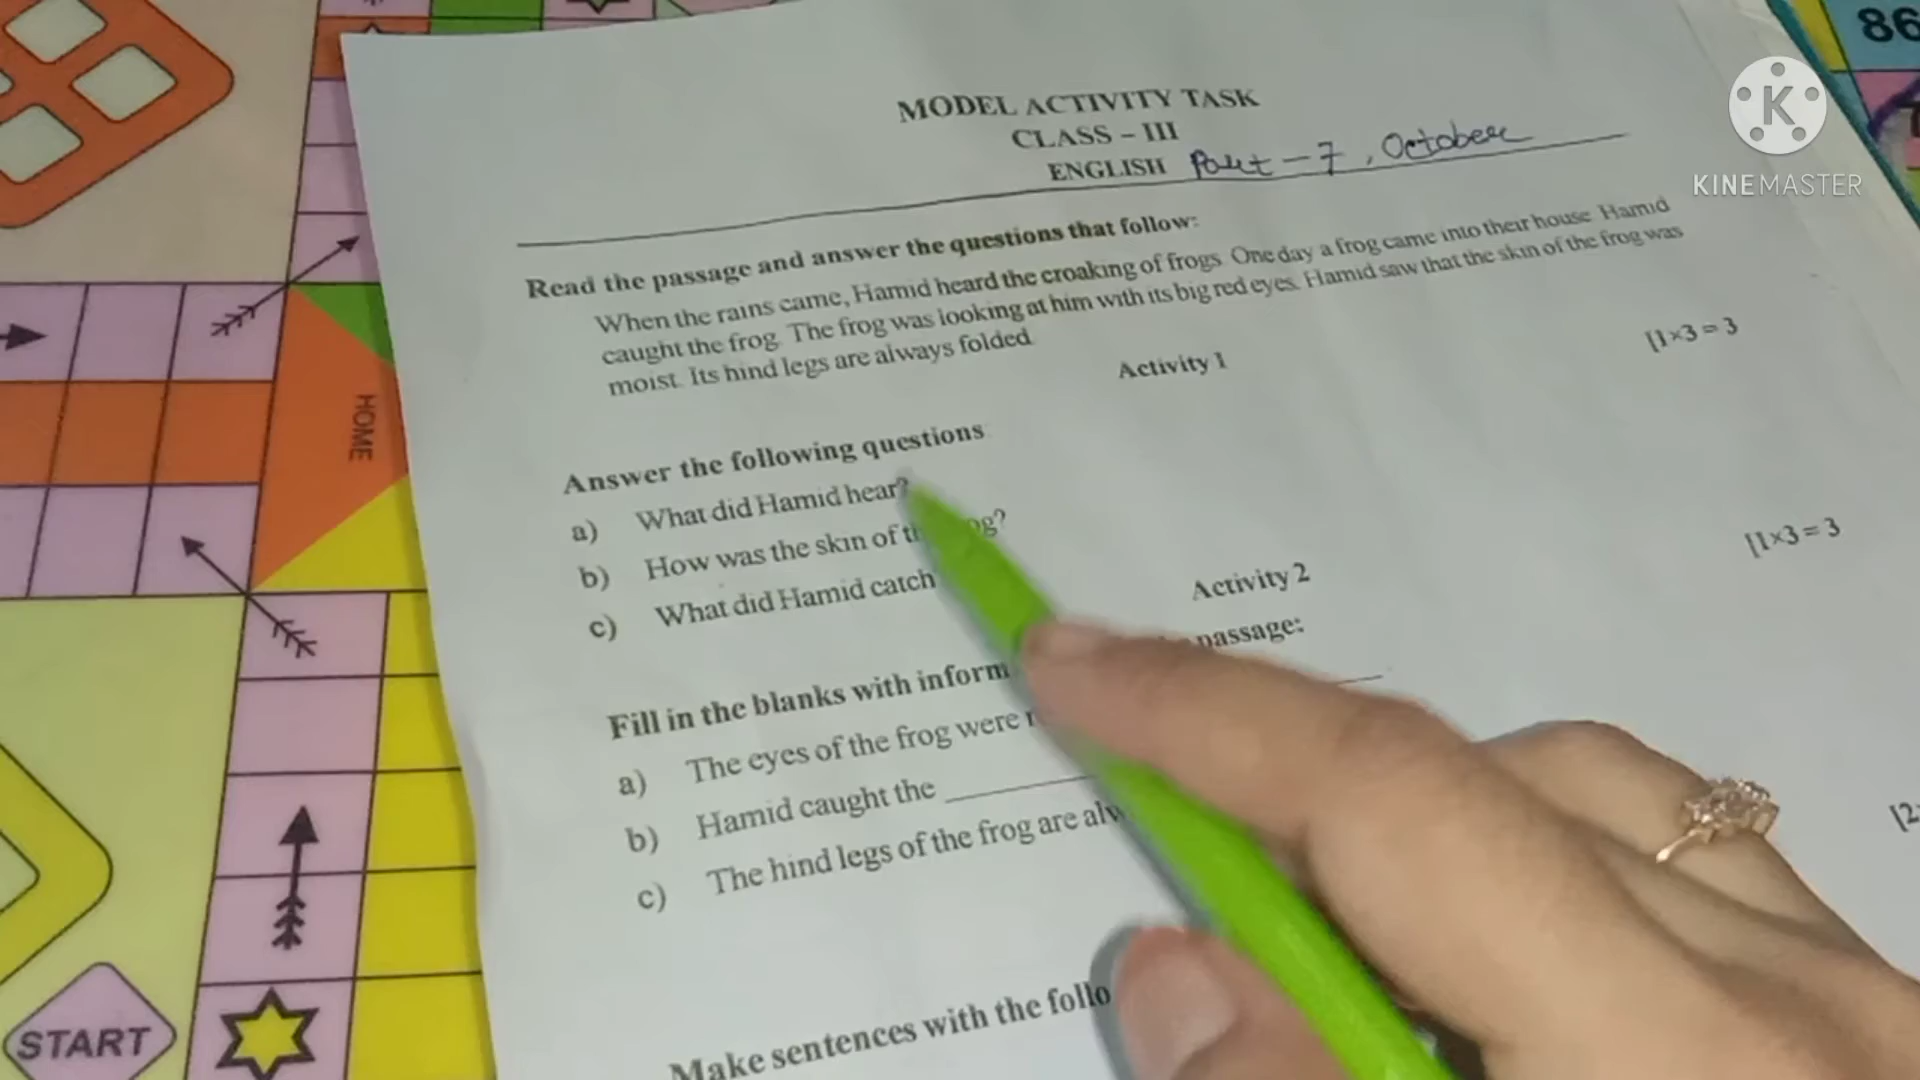 86
K
KINEMASTER
MODEL ACTIVITY TASK
CLASS – III
ENGLISH Part – 7, October
Read the passage and answer the questions that follow:
When the rains came, Hamid heard the croaking of frogs. One day a frog came into their house. Hamid
caught the frog. The frog was looking at him with its big red eyes. Hamid saw that the skin of the frog was
moist. Its hind legs are always folded.
Activity 1
[1×3 = 3
Answer the following questions
a) What did Hamid hear?
b) How was the skin of
c) What did Hamid catch
Activity 2
[1×3 = 3
Fill in the blanks with passage:
a) The eyes of the frog were
b) Hamid caught the ______
c) The hind legs of the frog are
[2
Make sentences with the
HOME
START